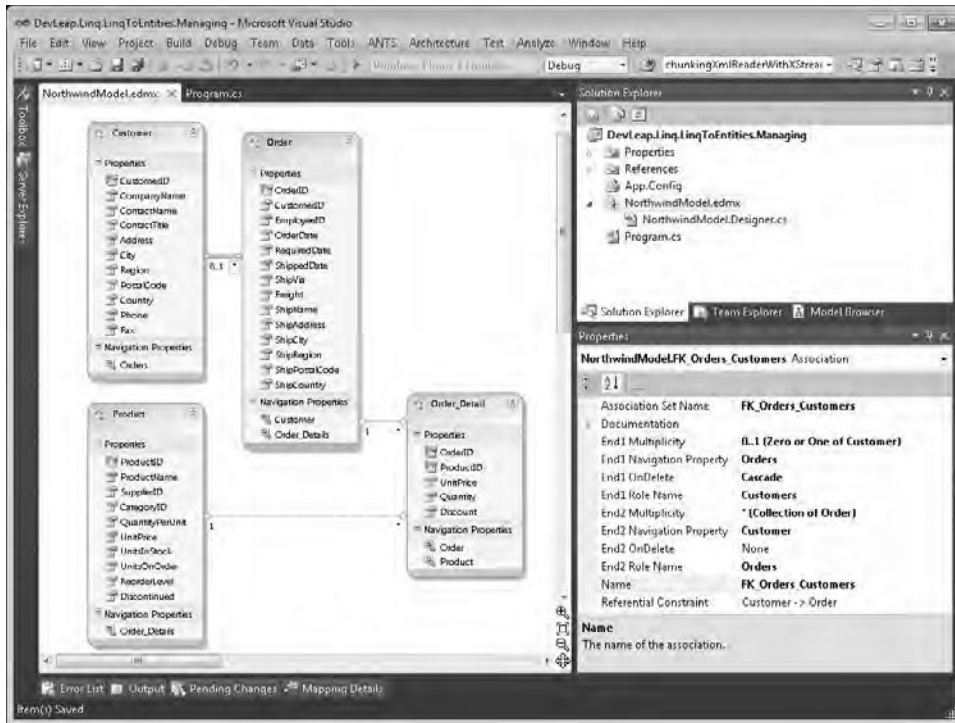 DevLeap.Linq.LinqToEntities.Managing - Microsoft Visual Studio
File Edit View Project Build Debug Team Data Tools ANTS Architecture Test Analyze Window Help
Debug chunkingXmlReaderWithXStrea
Toolbox
Server Explorer
NorthwindModel.edmx Program.cs
Customer
Properties
CustomerID
CompanyName
ContactName
ContactTitle
Address
City
Region
PostalCode
Country
Phone
Fax
Navigation Properties
Orders
0..1 *
Order
Properties
OrderID
CustomerID
EmployeeID
OrderDate
RequiredDate
ShippedDate
ShipVia
Freight
ShipName
ShipAddress
ShipCity
ShipRegion
ShipPostalCode
ShipCountry
Navigation Properties
Customer
Order_Details
1 *
Product
Properties
ProductID
ProductName
SupplierID
CategoryID
QuantityPerUnit
UnitPrice
UnitsInStock
UnitsOnOrder
ReorderLevel
Discontinued
Navigation Properties
Order_Details
1 *
Order_Detail
Properties
OrderID
ProductID
UnitPrice
Quantity
Discount
Navigation Properties
Order
Product
Solution Explorer
DevLeap.Linq.LinqToEntities.Managing
Properties
References
App.Config
NorthwindModel.edmx
NorthwindModel.Designer.cs
Program.cs
Solution Explorer Team Explorer Model Browser
Properties
NorthwindModel.FK_Orders_Customers Association
Association Set Name FK_Orders_Customers
Documentation
End1 Multiplicity 0..1 (Zero or One of Customer)
End1 Navigation Property Orders
End1 OnDelete Cascade
End1 Role Name Customers
End2 Multiplicity * (Collection of Order)
End2 Navigation Property Customer
End2 OnDelete None
End2 Role Name Orders
Name FK_Orders_Customers
Referential Constraint Customer -> Order
Name
The name of the association.
Error List Output Pending Changes Mapping Details
Item(s) Saved